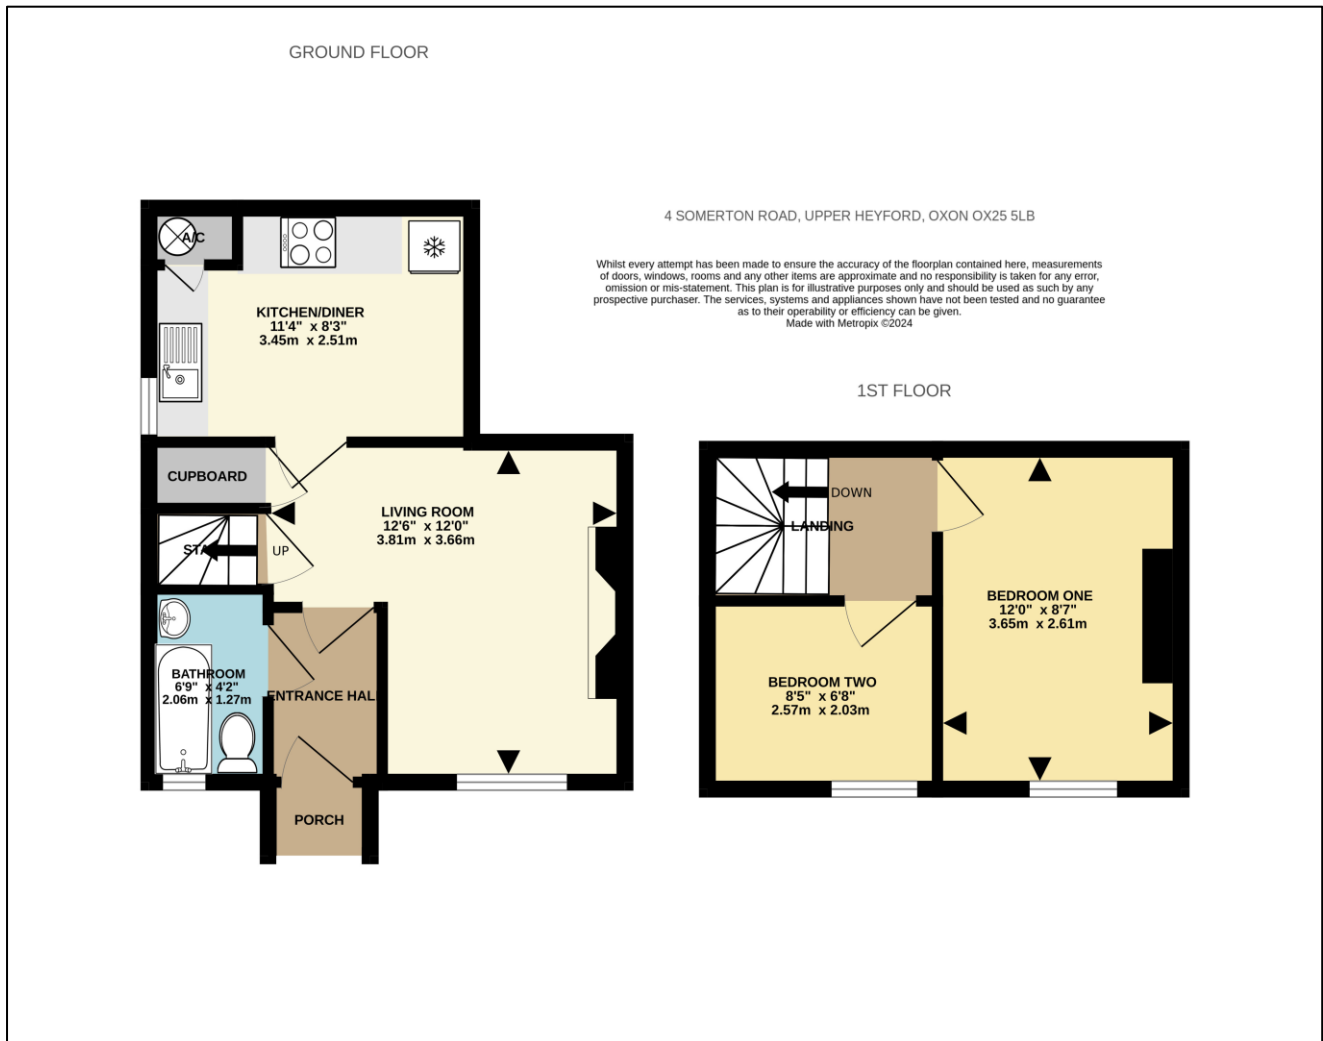 GROUND FLOOR
4 SOMERTON ROAD, UPPER HEYFORD, OXON OX25 5LB
Whilst every attempt has been made to ensure the accuracy of the floorplan contained here, measurements
of doors, windows, rooms and any other items are approximate and no responsibility is taken for any error,
omission or mis-statement. This plan is for illustrative purposes only and should be used as such by any
prospective purchaser. The services, systems and appliances shown have not been tested and no guarantee
as to their operability or efficiency can be given.
Made with Metropix ©2024
A/C
KITCHEN/DINER
11'4" x 8'3"
3.45m x 2.51m
CUPBOARD
LIVING ROOM
12'6" x 12'0"
3.81m x 3.66m
STA
UP
BATHROOM
6'9" x 4'2"
2.06m x 1.27m
ENTRANCE HAL
PORCH
1ST FLOOR
DOWN
LANDING
BEDROOM ONE
12'0" x 8'7"
3.65m x 2.61m
BEDROOM TWO
8'5" x 6'8"
2.57m x 2.03m